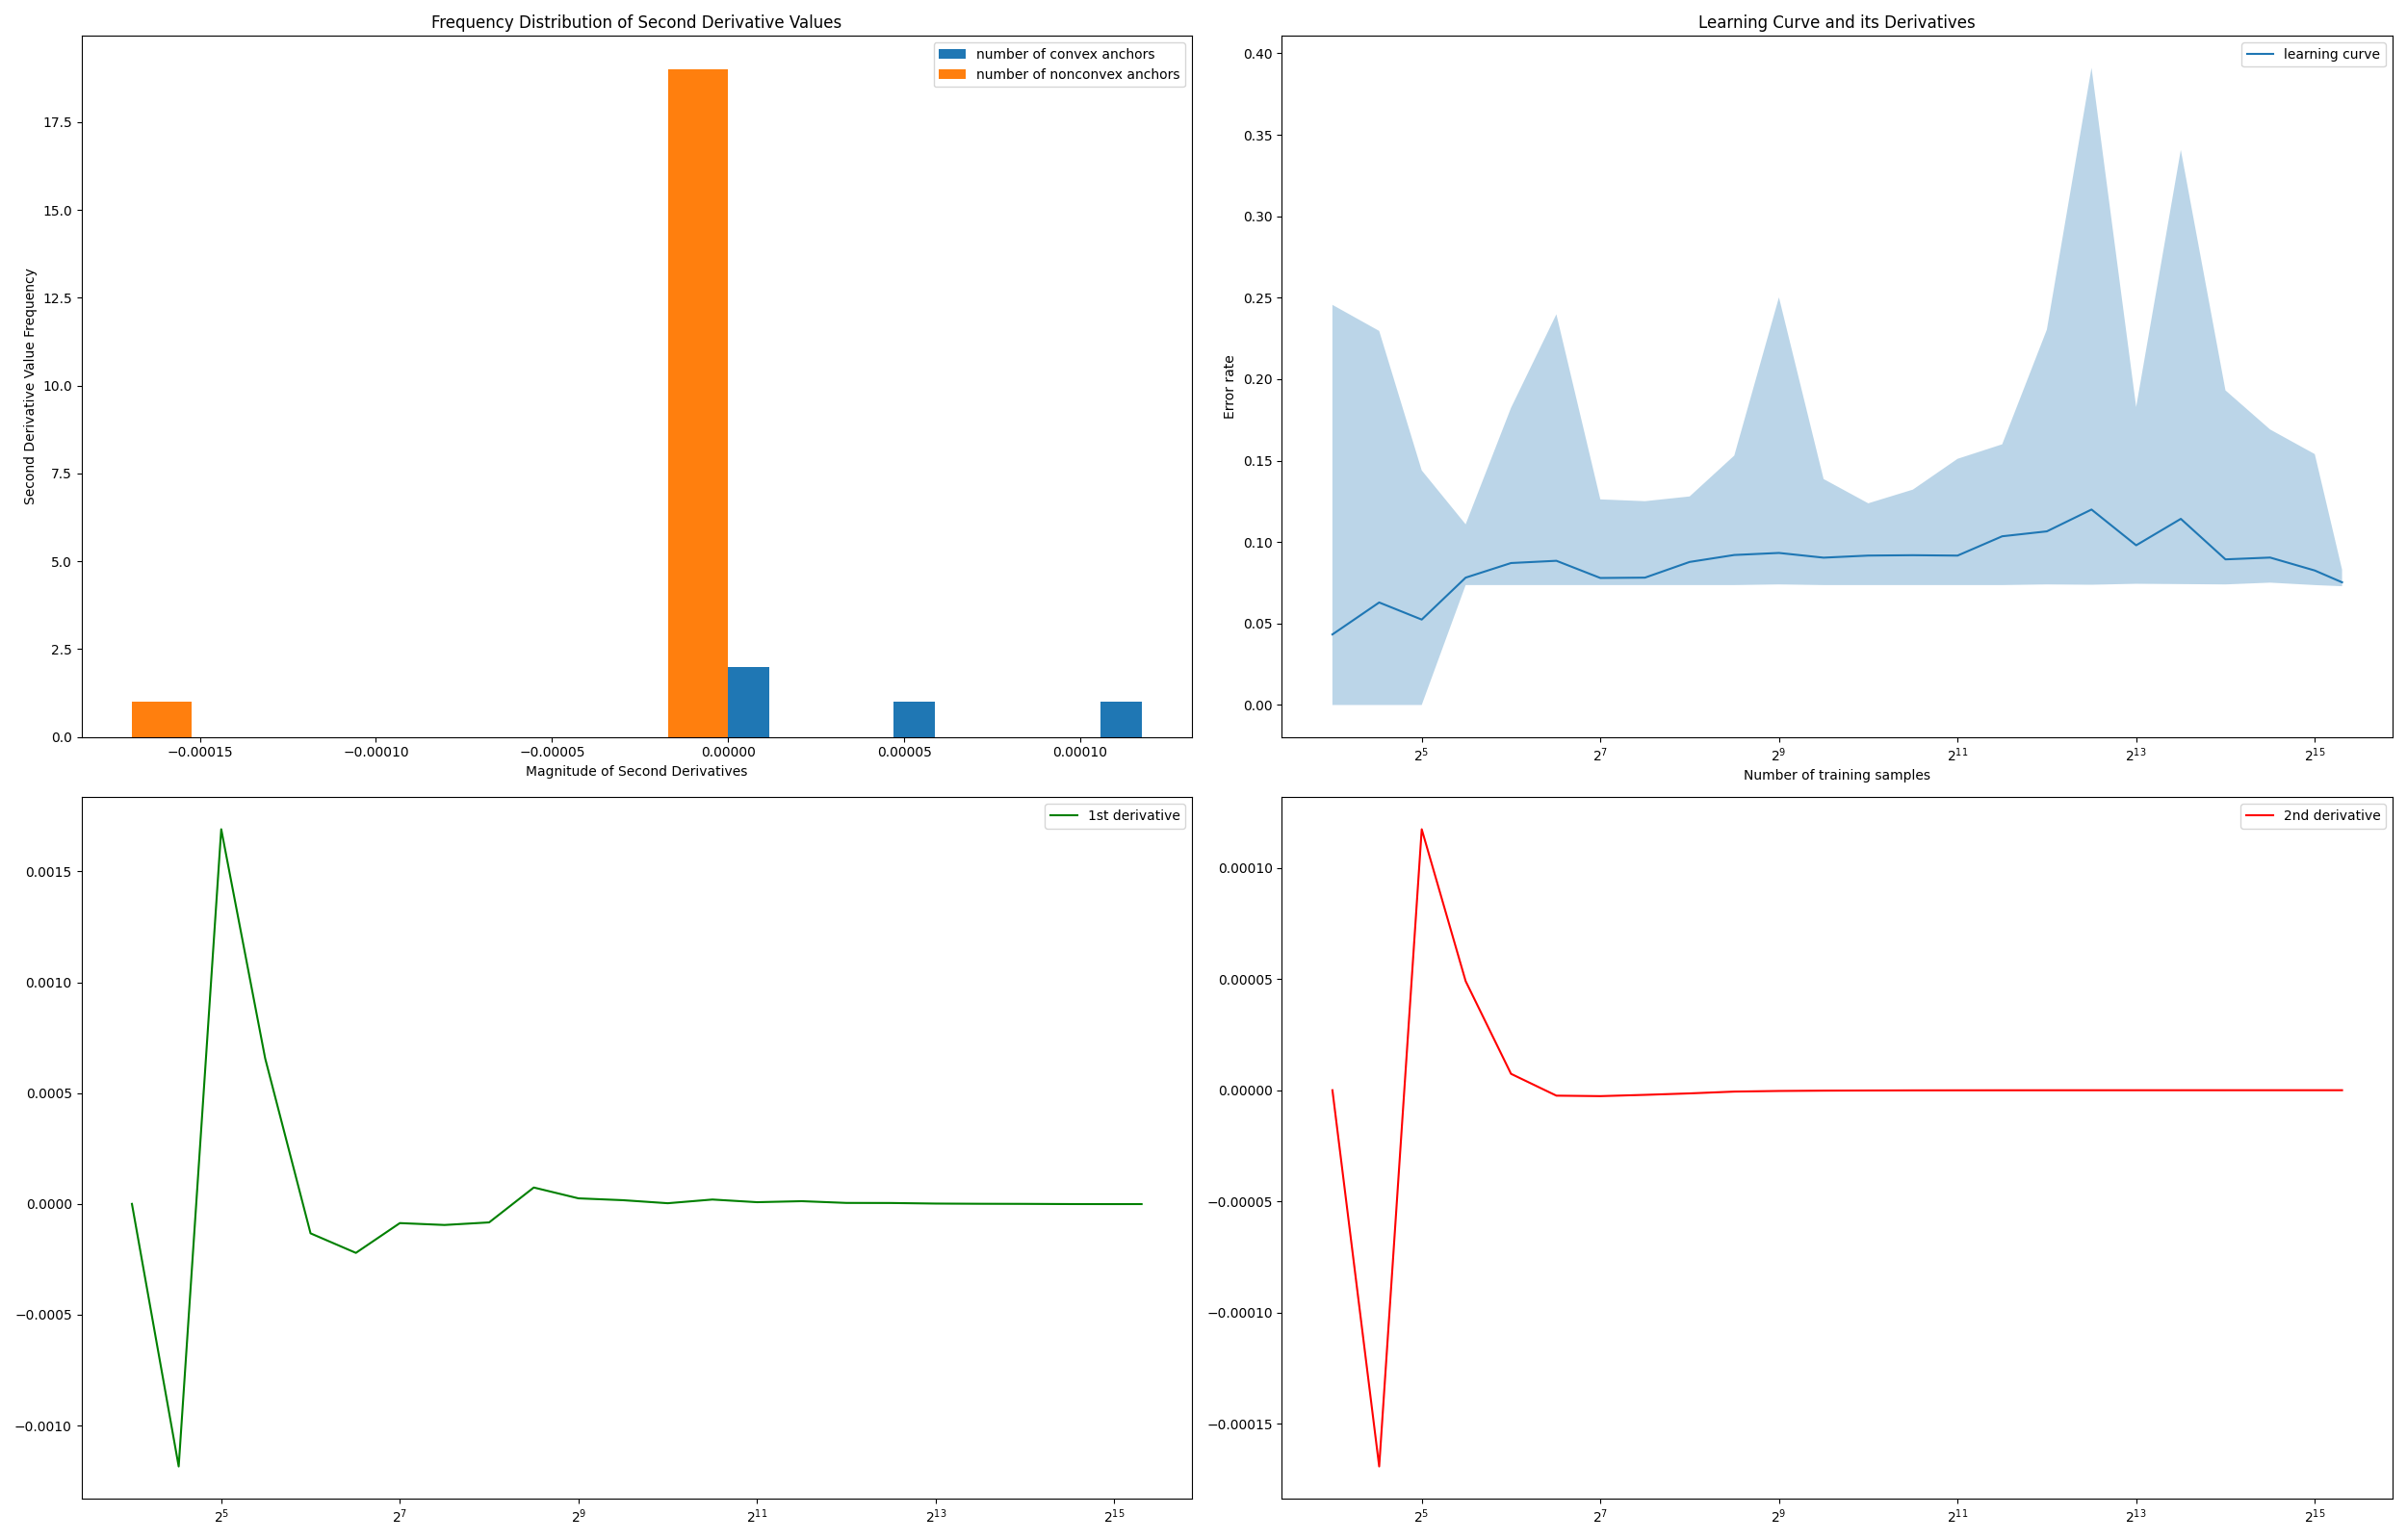 Frequency Distribution of Second Derivative Values
number of convex anchors
number of nonconvex anchors
17.5
15.0
12.5
10.0
7.5
5.0
2.5
0.0
Second Derivative Value Frequency
−0.00015 −0.00010 −0.00005 0.00000 0.00005 0.00010
Magnitude of Second Derivatives
Learning Curve and its Derivatives
learning curve
0.40
0.35
0.30
0.25
0.20
0.15
0.10
0.05
0.00
Error rate
2^5 2^7 2^9 2^11 2^13 2^15
Number of training samples
1st derivative
0.0015
0.0010
0.0005
0.0000
−0.0005
−0.0010
2^5 2^7 2^9 2^11 2^13 2^15
2nd derivative
0.00010
0.00005
0.00000
−0.00005
−0.00010
−0.00015
2^5 2^7 2^9 2^11 2^13 2^15